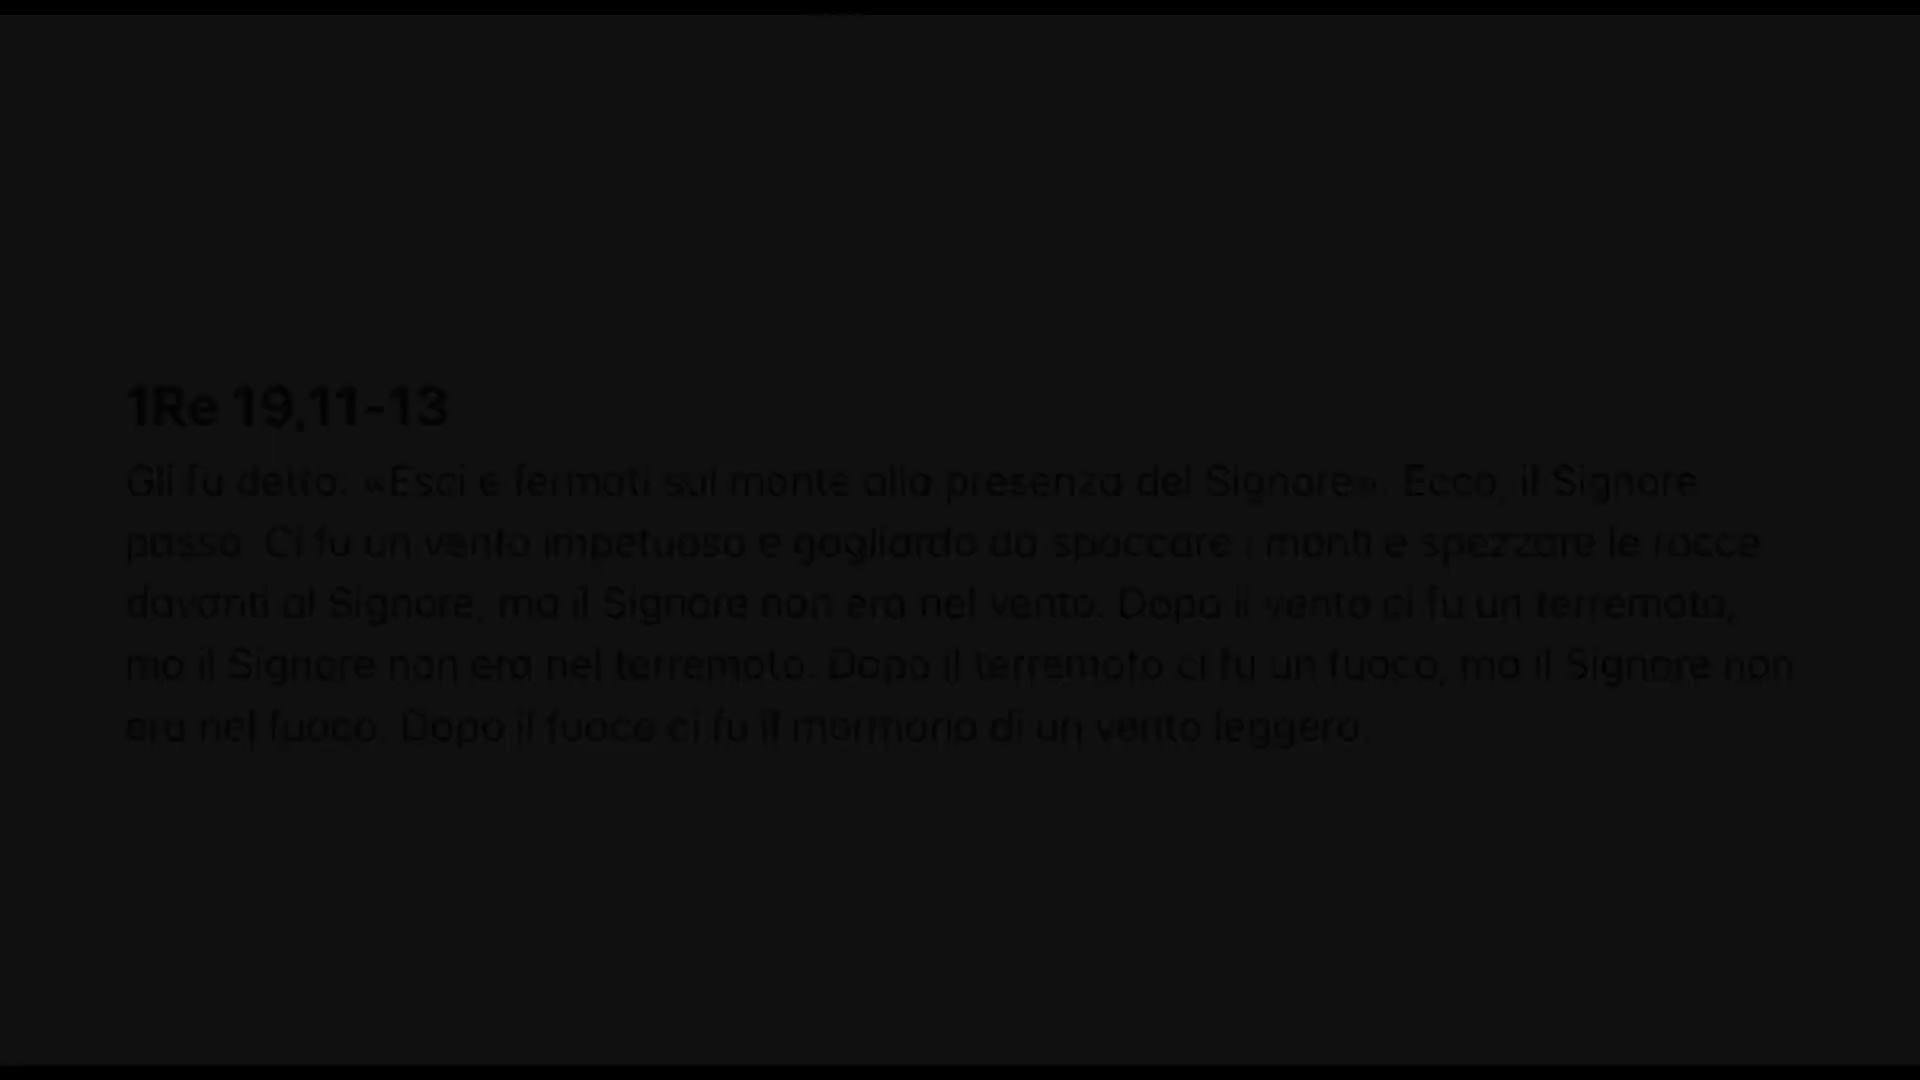 1Re 19,11-13
Gli fu detto: «Esci e fermati sul monte alla presenza del Signore». Ecco, il Signore
passò. Ci fu un vento impetuoso e gagliardo da spaccare i monti e spezzare le rocce
davanti al Signore, ma il Signore non era nel vento. Dopo il vento ci fu un terremoto,
ma il Signore non era nel terremoto. Dopo il terremoto ci fu un fuoco, ma il Signore non
era nel fuoco. Dopo il fuoco ci fu il mormorio di un vento leggero.